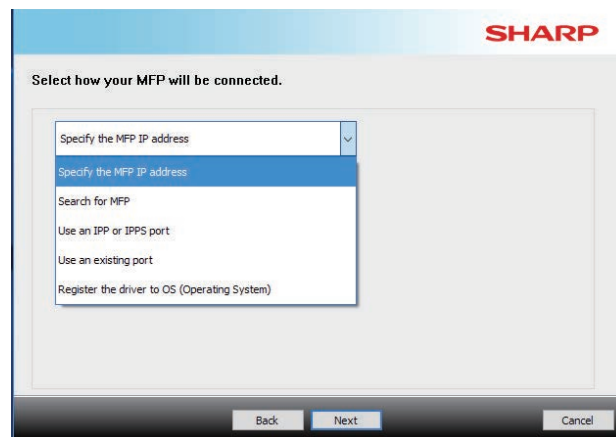 SHARP
Select how your MFP will be connected.
Specify the MFP IP address
Specify the MFP IP address
Search for MFP
Use an IPP or IPPS port
Use an existing port
Register the driver to OS (Operating System)
Back Next Cancel